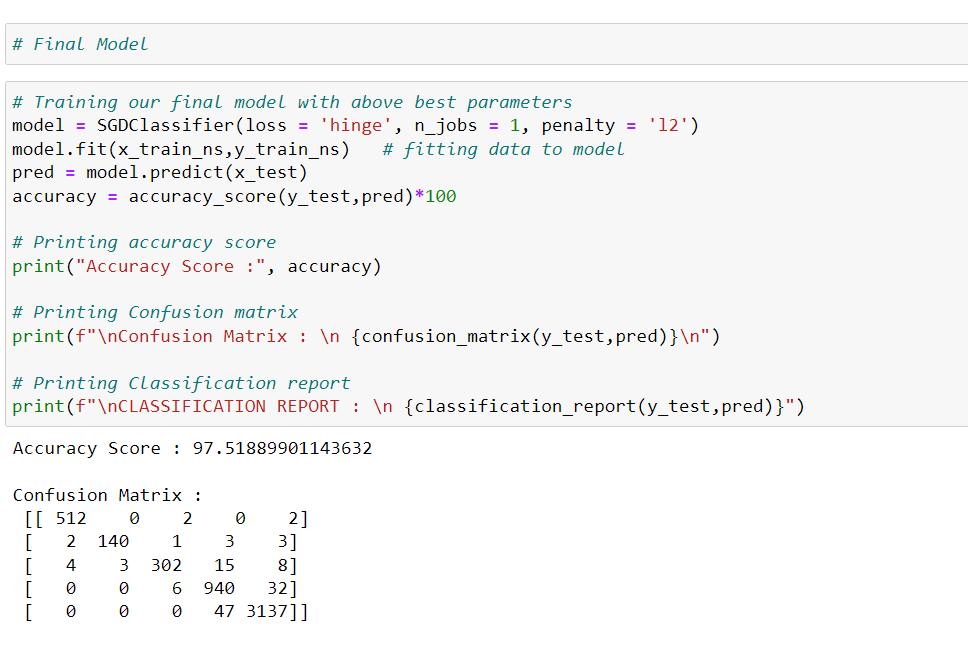 # Final Model
# Training our final model with above best parameters
model = SGDClassifier(loss = 'hinge', n_jobs = 1, penalty = 'l2')
model.fit(x_train_ns,y_train_ns)   # fitting data to model
pred = model.predict(x_test)
accuracy = accuracy_score(y_test,pred)*100
# Printing accuracy score
print("Accuracy Score :", accuracy)
# Printing Confusion matrix
print(f"\nConfusion Matrix : \n {confusion_matrix(y_test,pred)}\n")
# Printing Classification report
print(f"\nCLASSIFICATION REPORT : \n {classification_report(y_test,pred)}")
Accuracy Score : 97.51889901143632
Confusion Matrix :
[[ 512    0    2    0    2]
[   2  140    1    3    3]
[   4    3  302   15    8]
[   0    0    6  940   32]
[   0    0    0   47 3137]]